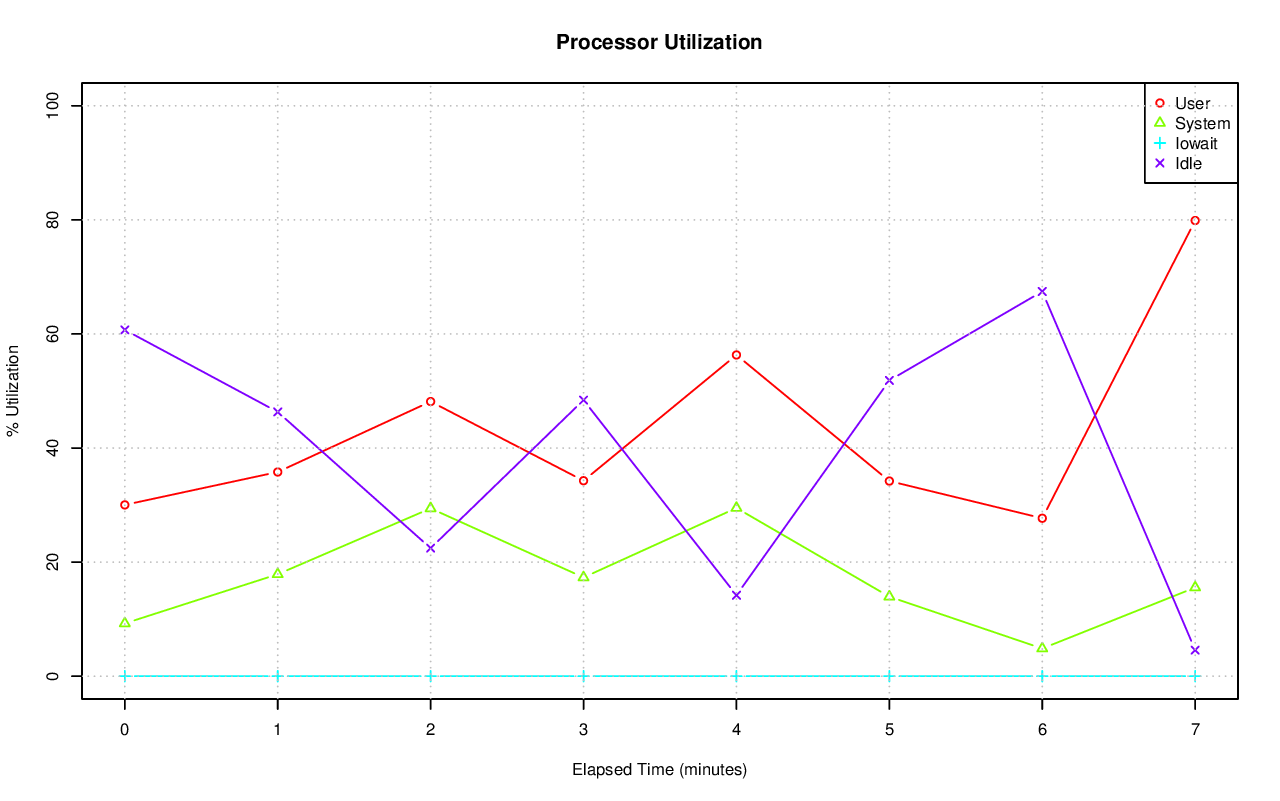 Processor Utilization
% Utilization
100
80
60
40
20
0
User
System
Iowait
Idle
0 1 2 3 4 5 6 7
Elapsed Time (minutes)